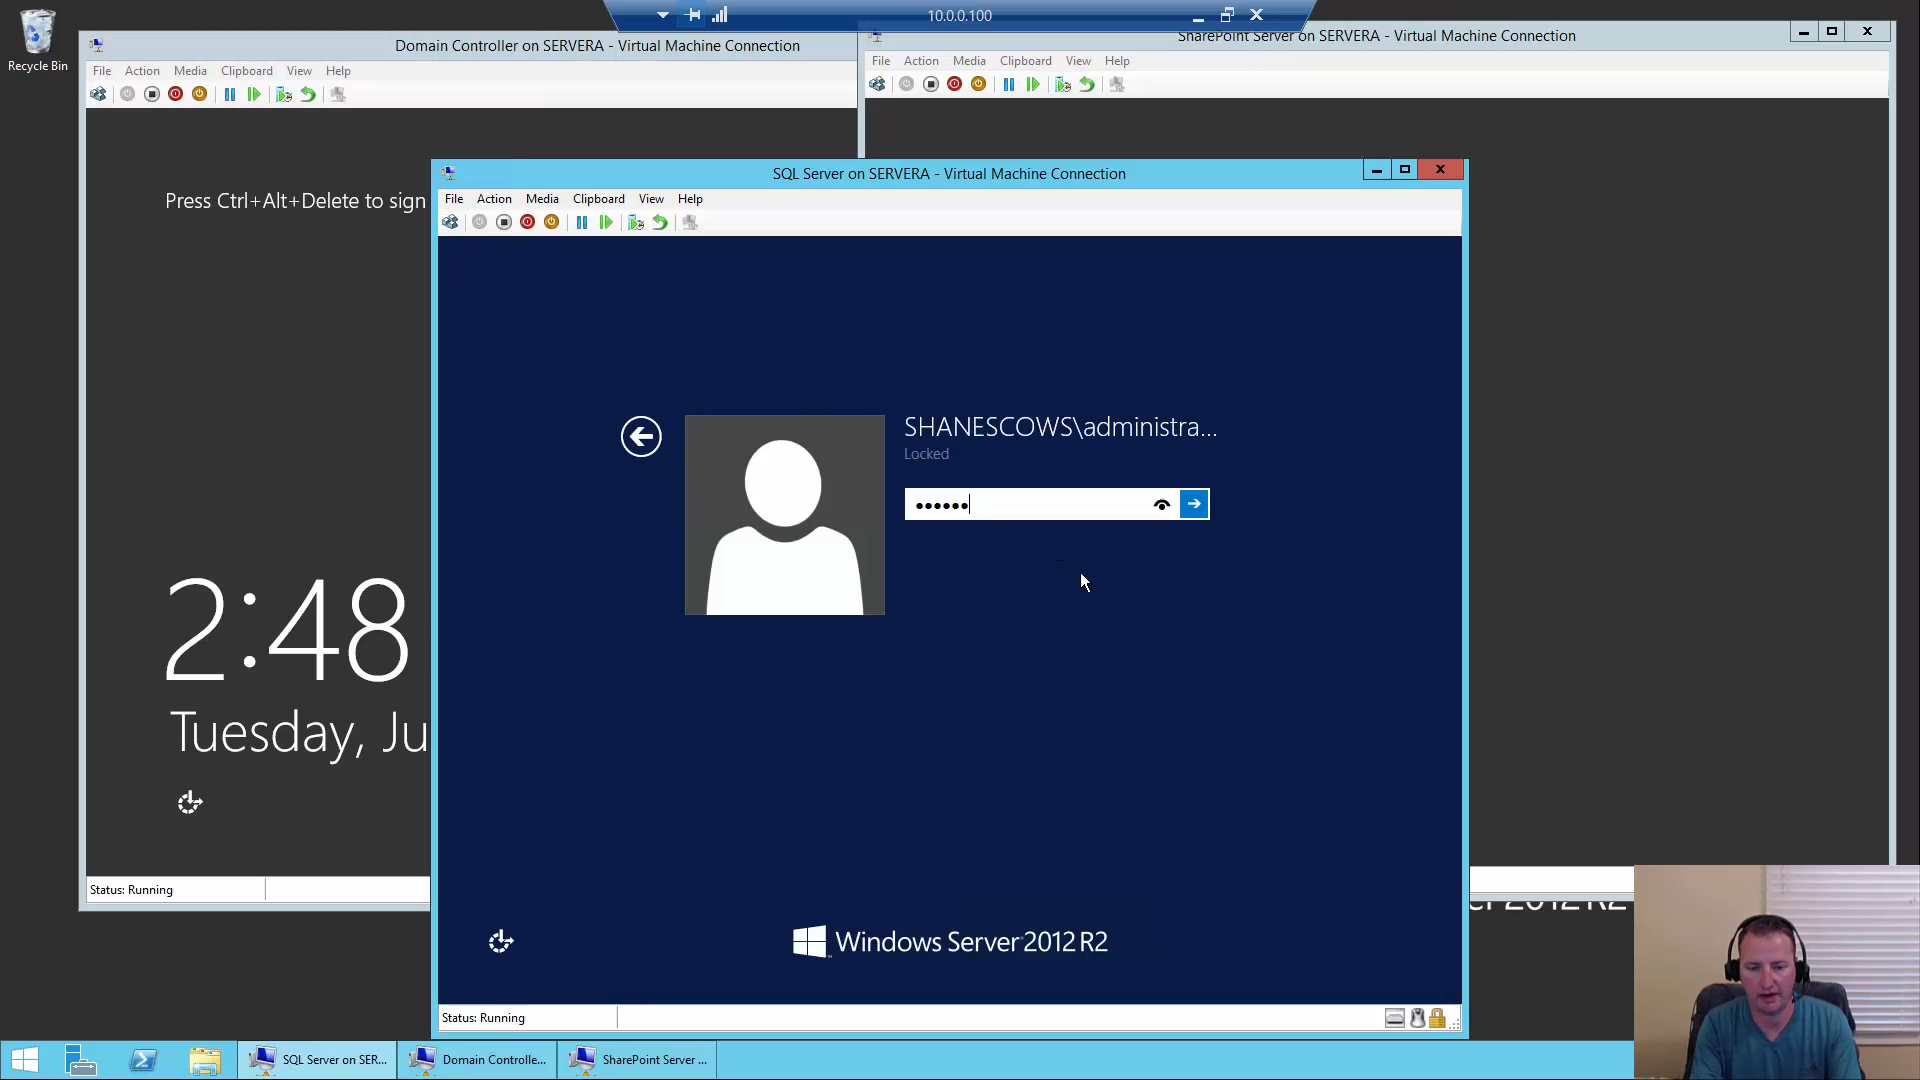 Recycle Bin
10.0.0.100
Domain Controller on SERVERA - Virtual Machine Connection
File Action Media Clipboard View Help
SharePoint Server on SERVERA - Virtual Machine Connection
File Action Media Clipboard View Help
Press Ctrl+Alt+Delete to sign
2:48
Tuesday, Ju
Status: Running
SQL Server on SERVERA - Virtual Machine Connection
File Action Media Clipboard View Help
SHANESCOWS\administra...
Locked
Windows Server 2012 R2
Status: Running
SQL Server on SER...
Domain Controlle...
SharePoint Server ...